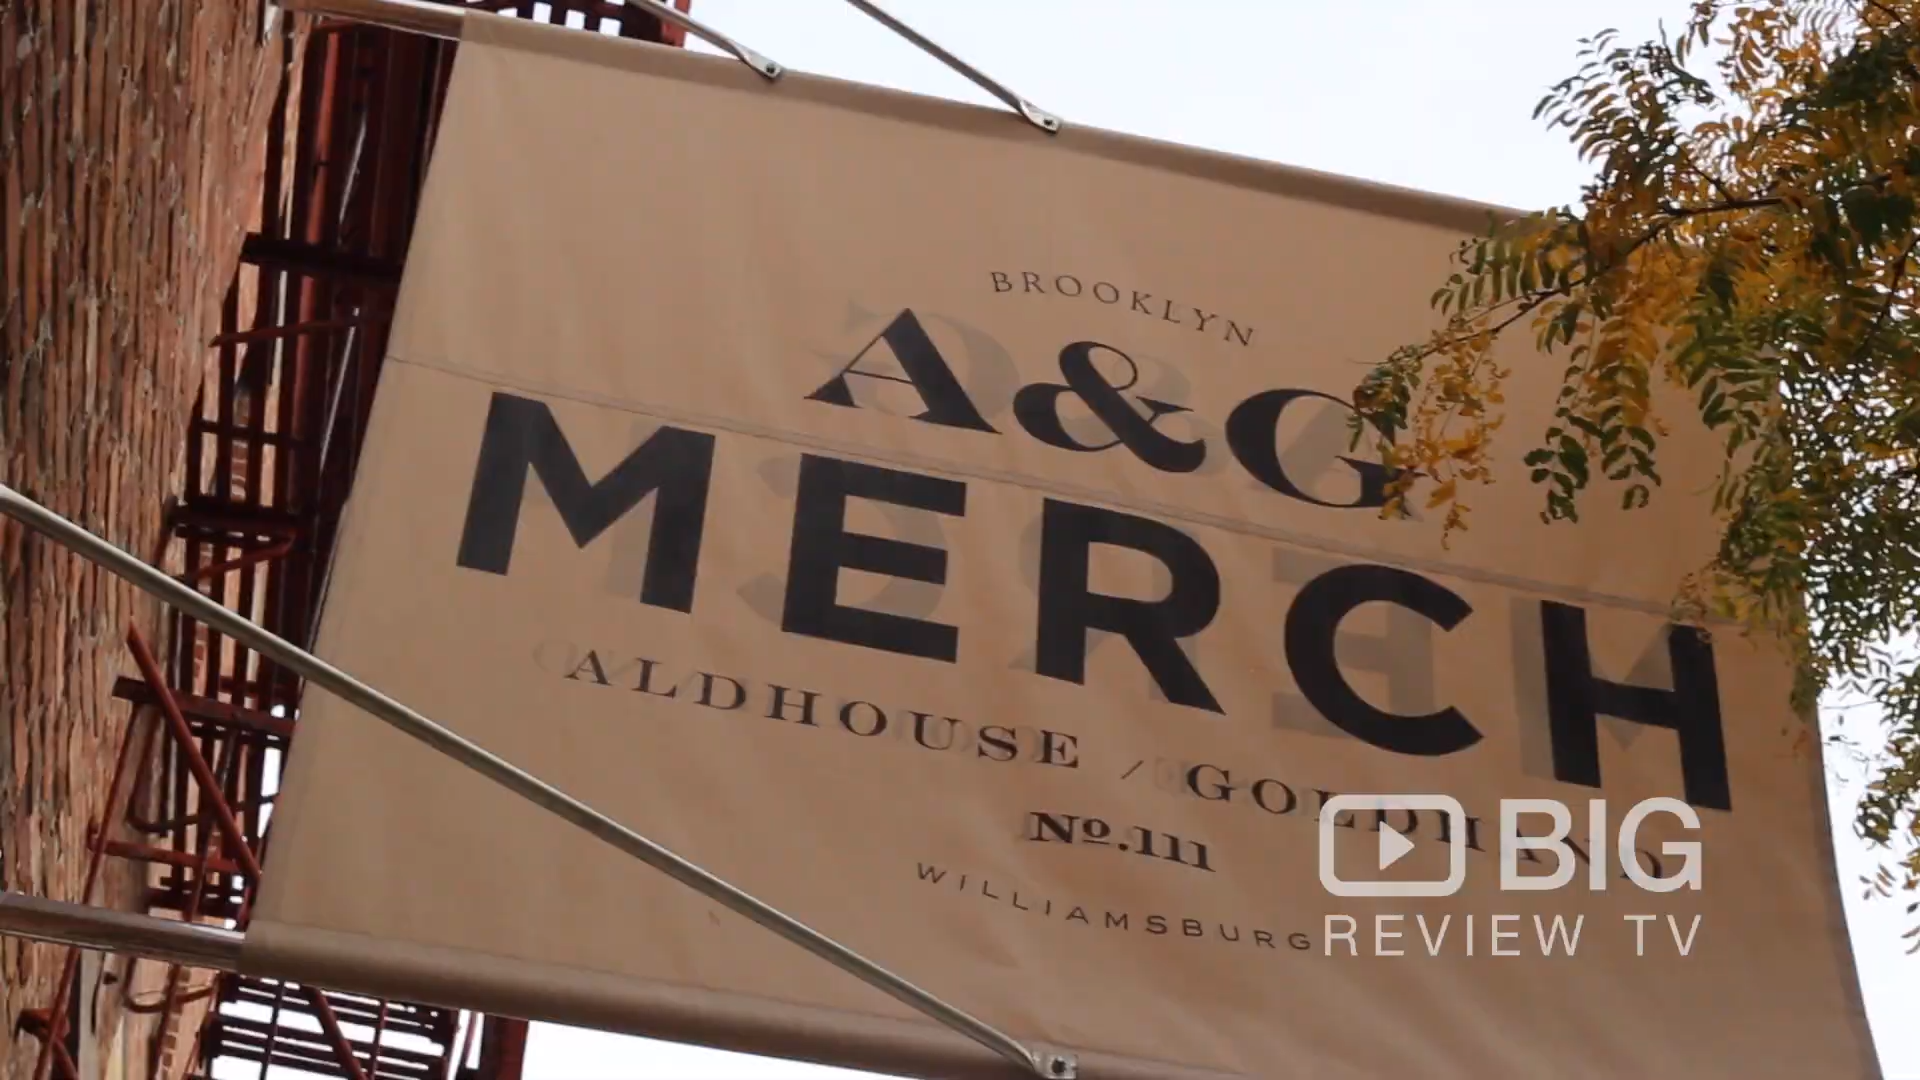 BROOKLYN
A&G
MERCH
ALDHOUSE / GOLDHAND
Nº.111
WILLIAMSBURG
BIG
REVIEW TV